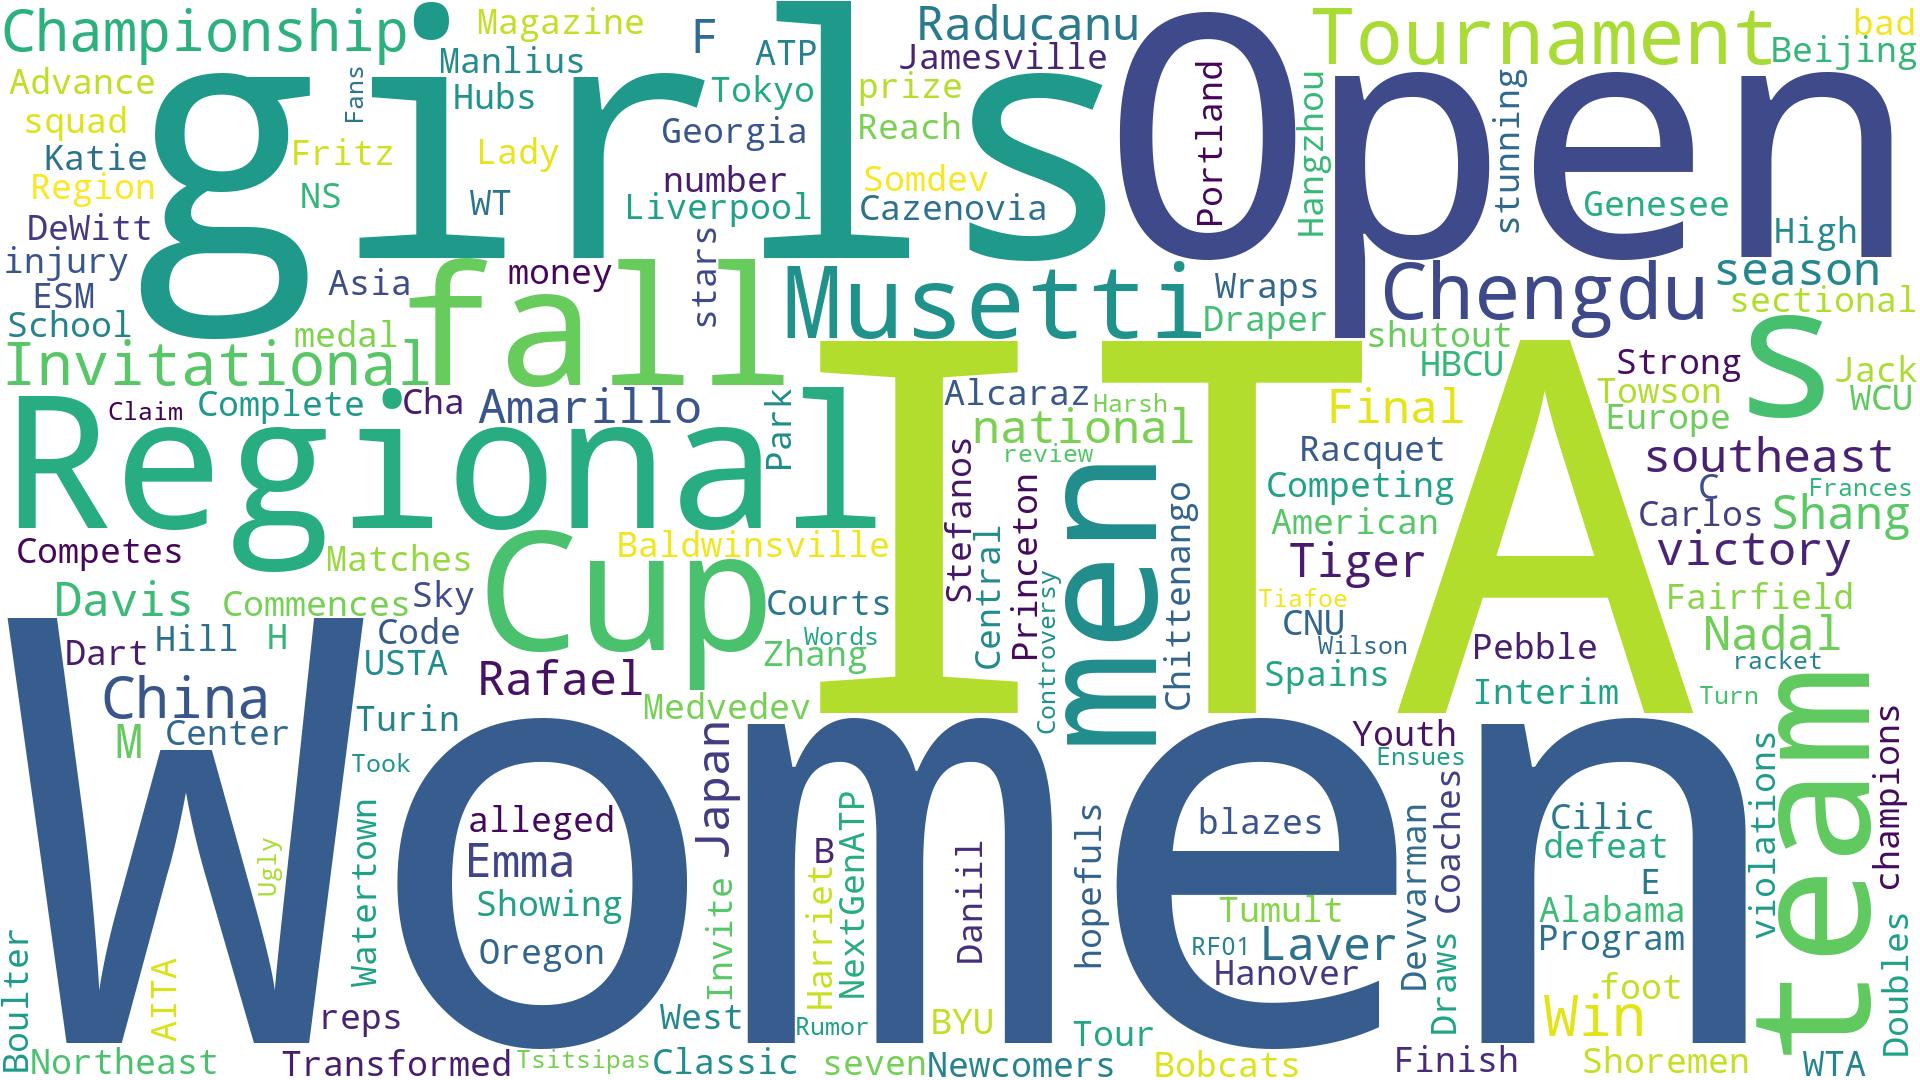 Championship
Magazine
F
Raducanu
Tournament
bad
girls
Open
Manlius
ATP
Jamesville
Beijing
Advance
Fans
Hubs
Tokyo
prize
Portland
Hangzhou
stunning
squad
Georgia
Reach
Katie
Fritz
Lady
Region
NS
WT
number
Somdev
Liverpool
Cazenovia
Genesee
DeWitt
stars
High
injury
Asia
money
Musetti
Chengdu
season
ESM
fall
Wraps
sectional
School
medal
Draper
shutout
s
Invitational
ITA
HBCU
Strong
Jack
Regional
Claim
Complete
Cha
Amarillo
Park
Alcaraz
Harsh
Final
Towson
WCU
Europe
national
review
Racquet
southeast
men
Stefanos
Princeton
Central
Controversy
Chittenango
Competing
C
Frances
Carlos
Shang
American
Competes
Matches
Cup
Baldwinsville
Tiger
victory
Davis
Commences
Sky
Courts
Tiafoe
Fairfield
Women
Dart
Hill
H
Code
Words
CNU
Wilson
Pebble
Nadal
USTA
Zhang
racket
China
Rafael
Spains
Interim
Turn
team
M
Center
Turin
Medvedev
Youth
champions
Took
Japan
Ensues
violations
Ugly
Watertown
alleged
Emma
Showing
Oregon
Invite
Harriet
B
NextGenATP
Daniil
hopefuls
blazes
Tumult
RF01
Laver
Hanover
Devvarman
Coaches
Draws
Cilic
defeat
E
Alabama
Program
foot
Win
Doubles
Boulter
AITA
reps
West
Rumor
BYU
Tour
Northeast
Transformed
Tsitsipas
Classic
seven
Newcomers
Bobcats
Finish
Shoremen
WTA